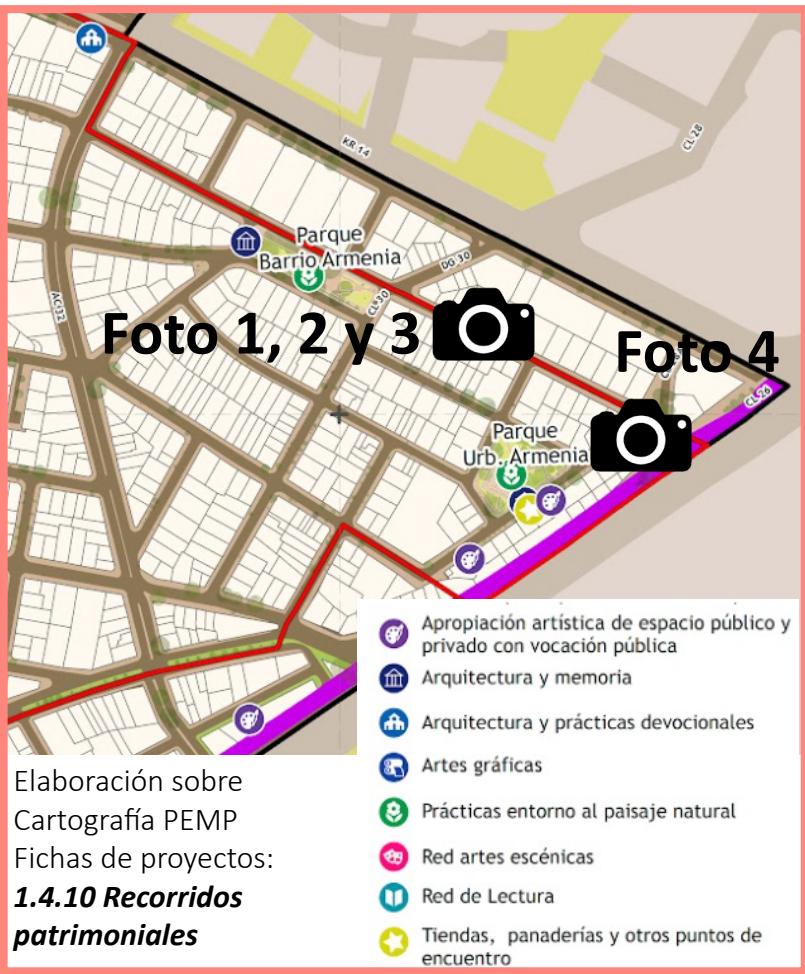 KR 14
CL 28
Parque
Barrio Armenia
DG 30
CL 30
AC 32
Foto 1, 2 y 3
Foto 4
CL 26
Parque
Urb. Armenia
Apropiación artística de espacio público y
privado con vocación pública
Arquitectura y memoria
Arquitectura y prácticas devocionales
Artes gráficas
Prácticas entorno al paisaje natural
Red artes escénicas
Red de Lectura
Tiendas, panaderías y otros puntos de
encuentro
Elaboración sobre
Cartografía PEMP
Fichas de proyectos:
1.4.10 Recorridos
patrimoniales